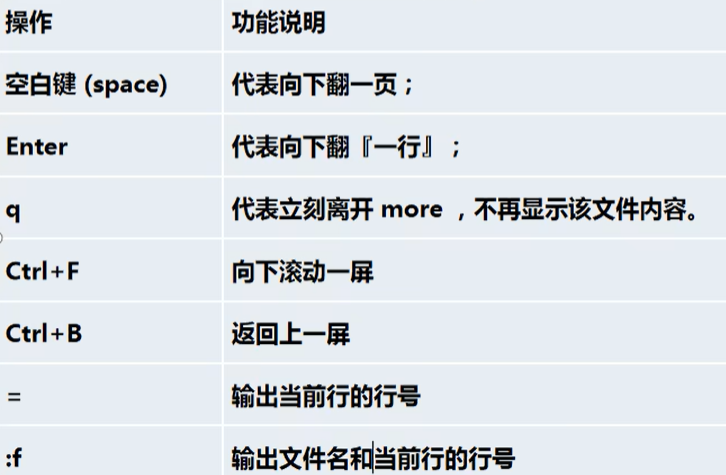 操作 功能说明
空白键 (space) 代表向下翻一页；
Enter 代表向下翻『一行』；
q 代表立刻离开 more ，不再显示该文件内容。
Ctrl+F 向下滚动一屏
Ctrl+B 返回上一屏
= 输出当前行的行号
:f 输出文件名和当前行的行号